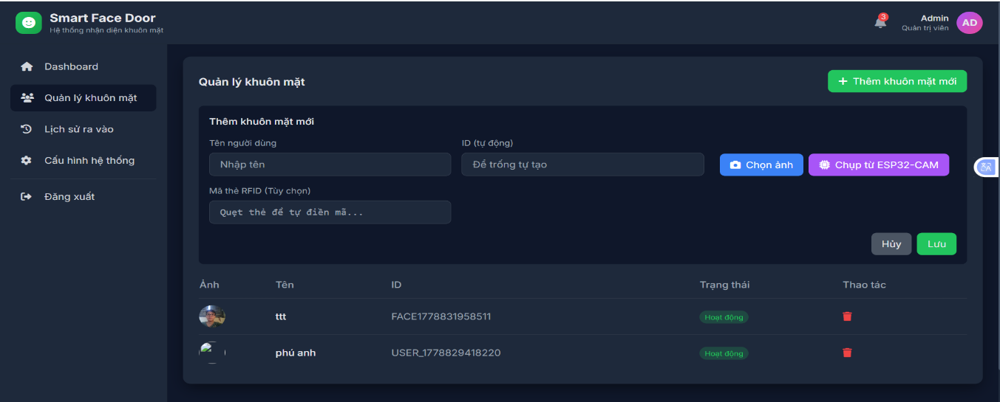 Smart Face Door
Hệ thống nhận diện khuôn mặt
3
Admin
Quản trị viên
AD
Dashboard
Quản lý khuôn mặt
Lịch sử ra vào
Cấu hình hệ thống
Đăng xuất
Quản lý khuôn mặt
+ Thêm khuôn mặt mới
Thêm khuôn mặt mới
Tên người dùng
ID (tự động)
Nhập tên
Để trống tự tạo
Chọn ảnh
Chụp từ ESP32-CAM
Mã thẻ RFID (Tùy chọn)
Quẹt thẻ để tự điền mã...
Hủy
Lưu
Ảnh Tên ID Trạng thái Thao tác
ttt FACE1778831958511 Hoạt động
phú anh USER_1778829418220 Hoạt động